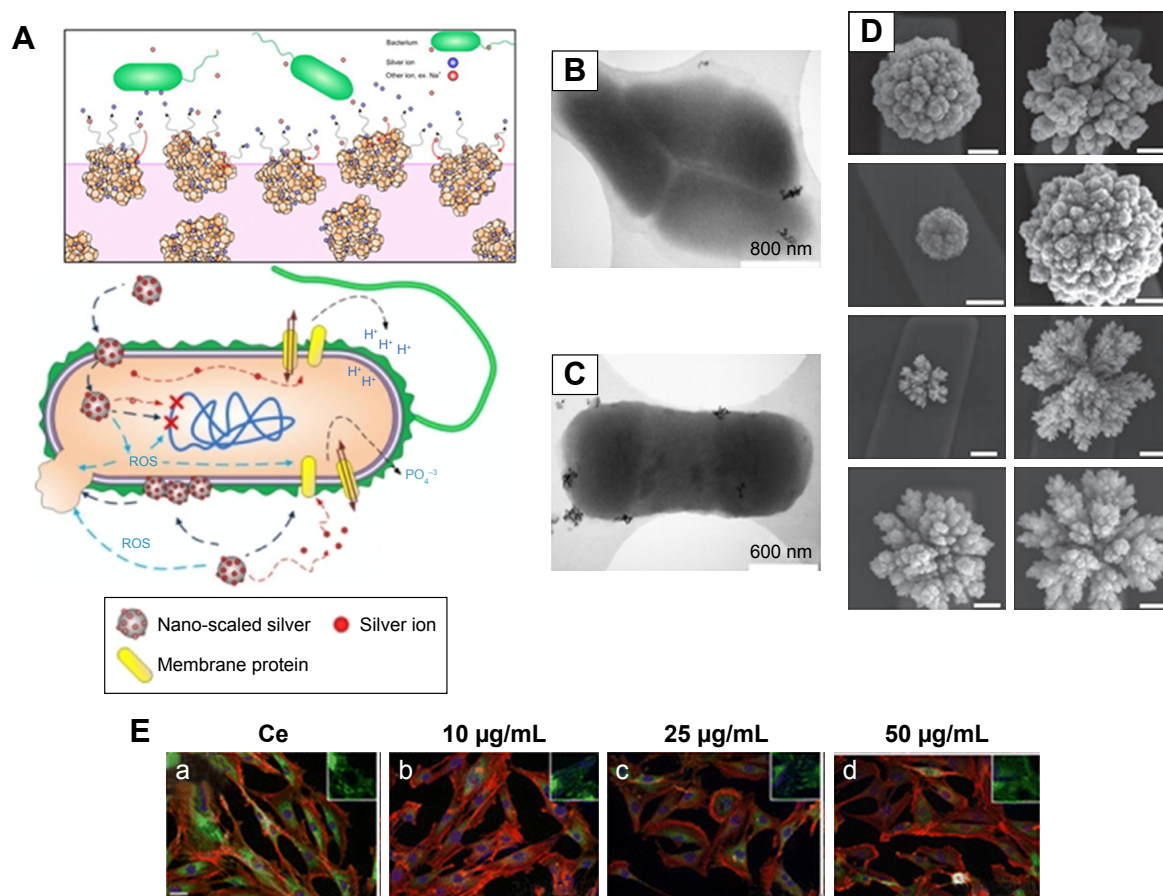 A
Bacterium
Silver ion
Other ion, ex. Na⁺
H⁺
H⁺ H⁺
H⁺
H⁺
ROS
PO₄⁻³
ROS
Nano-scaled silver
Silver ion
Membrane protein
B
800 nm
C
600 nm
D
E
Ce
10 µg/mL
25 µg/mL
50 µg/mL
a
b
c
d